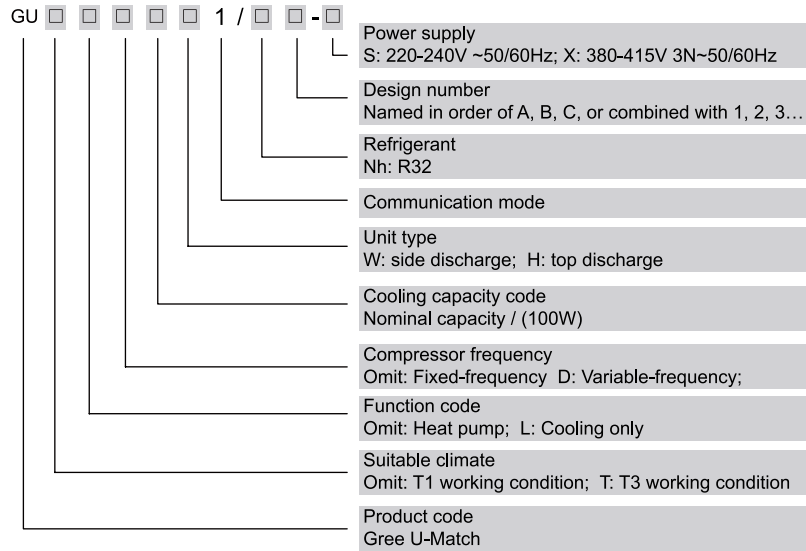 GU □ □ □ □ □ 1 / □ □ - □
Power supply
S: 220-240V ~50/60Hz; X: 380-415V 3N~50/60Hz
Design number
Named in order of A, B, C, or combined with 1, 2, 3...
Refrigerant
Nh: R32
Communication mode
Unit type
W: side discharge; H: top discharge
Cooling capacity code
Nominal capacity / (100W)
Compressor frequency
Omit: Fixed-frequency D: Variable-frequency;
Function code
Omit: Heat pump; L: Cooling only
Suitable climate
Omit: T1 working condition; T: T3 working condition
Product code
Gree U-Match